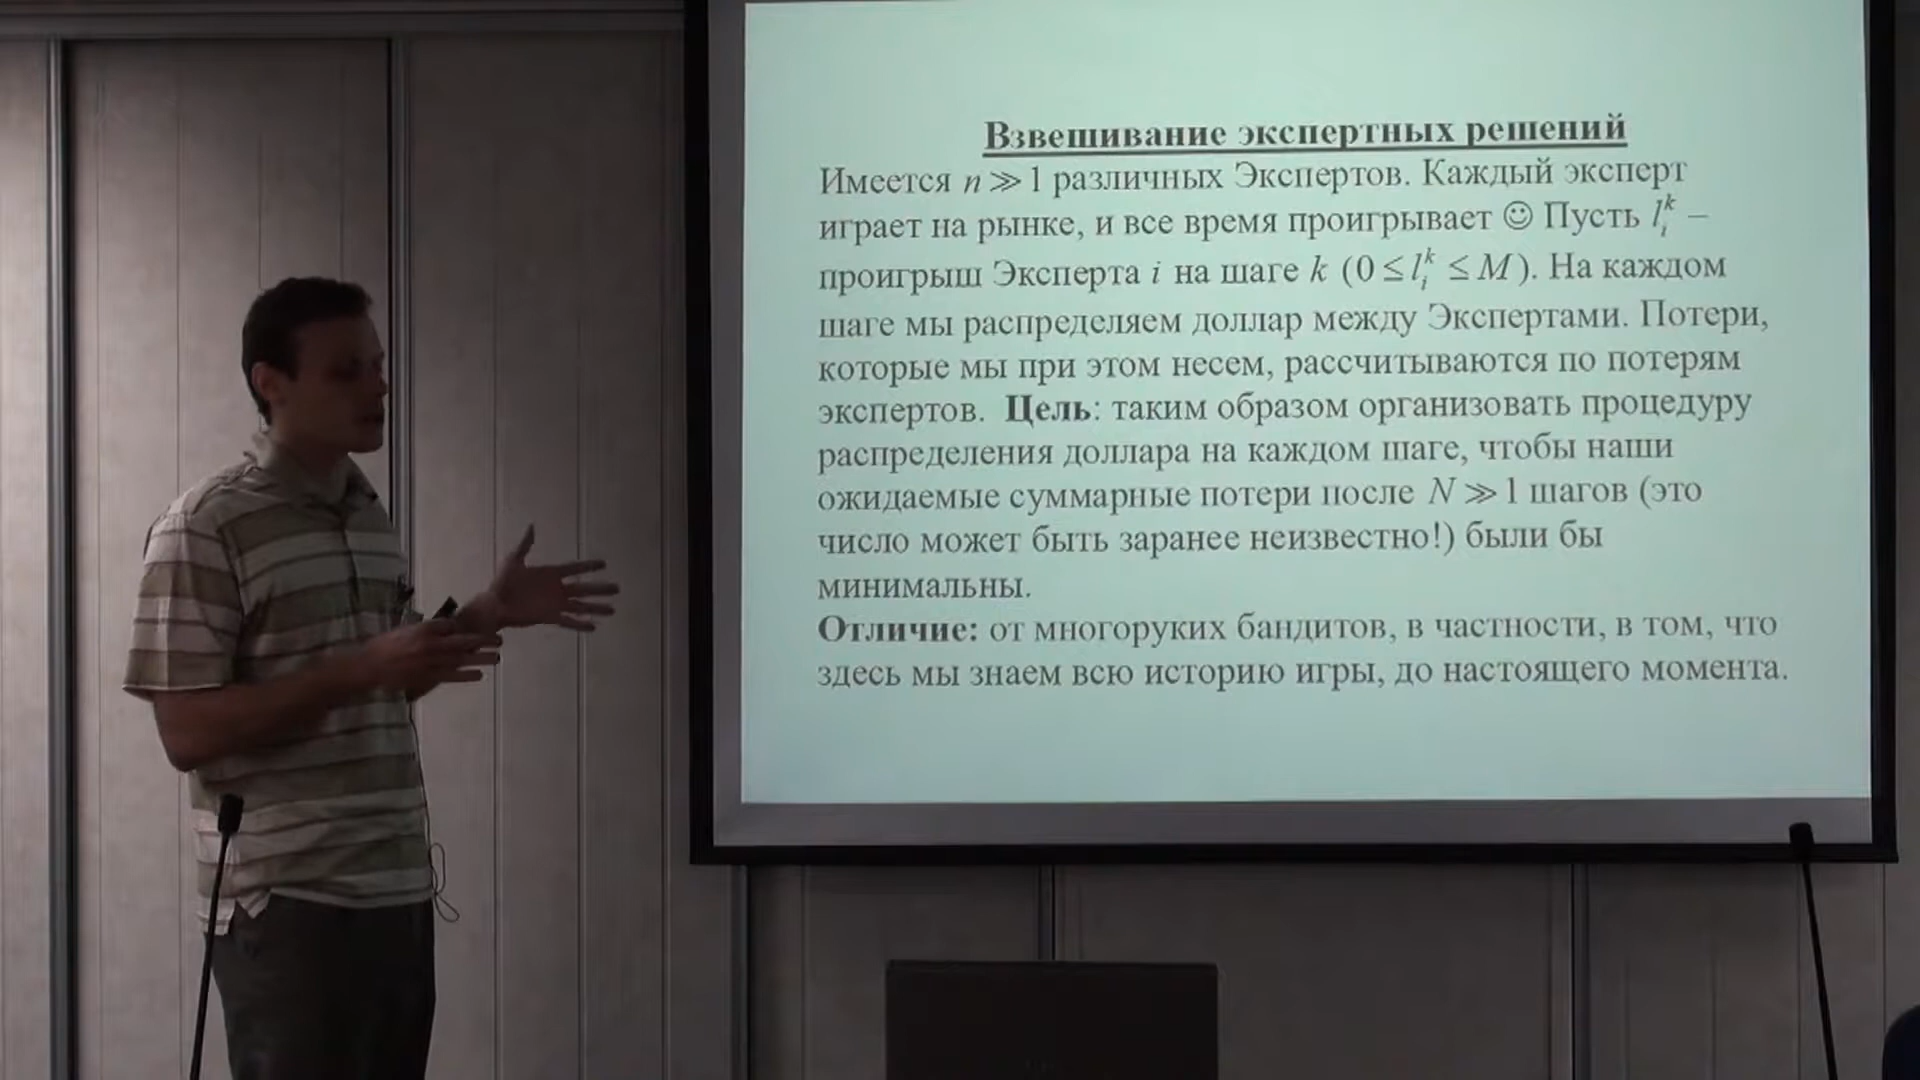 Взвешивание экспертных решений
Имеется n ≫ 1 различных Экспертов. Каждый эксперт
играет на рынке, и все время проигрывает ☺ Пусть lᵢᵏ –
проигрыш Эксперта i на шаге k (0 ≤ lᵢᵏ ≤ M). На каждом
шаге мы распределяем доллар между Экспертами. Потери,
которые мы при этом несем, рассчитываются по потерям
экспертов. Цель: таким образом организовать процедуру
распределения доллара на каждом шаге, чтобы наши
ожидаемые суммарные потери после N ≫ 1 шагов (это
число может быть заранее неизвестно!) были бы
минимальны.
Отличие: от многоруких бандитов, в частности, в том, что
здесь мы знаем всю историю игры, до настоящего момента.